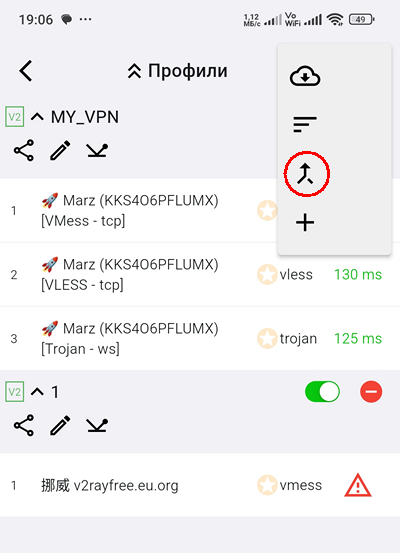 19:06 1,12 МБ/с Vo WiFi 49
Профили
V2 MY_VPN
1 🚀 Marz (KKS4O6PFLUMX) [VMess - tcp]
2 🚀 Marz (KKS4O6PFLUMX) [VLESS - tcp] vless 130 ms
3 🚀 Marz (KKS4O6PFLUMX) [Trojan - ws] trojan 125 ms
V2 1
1 挪威 v2rayfree.eu.org vmess